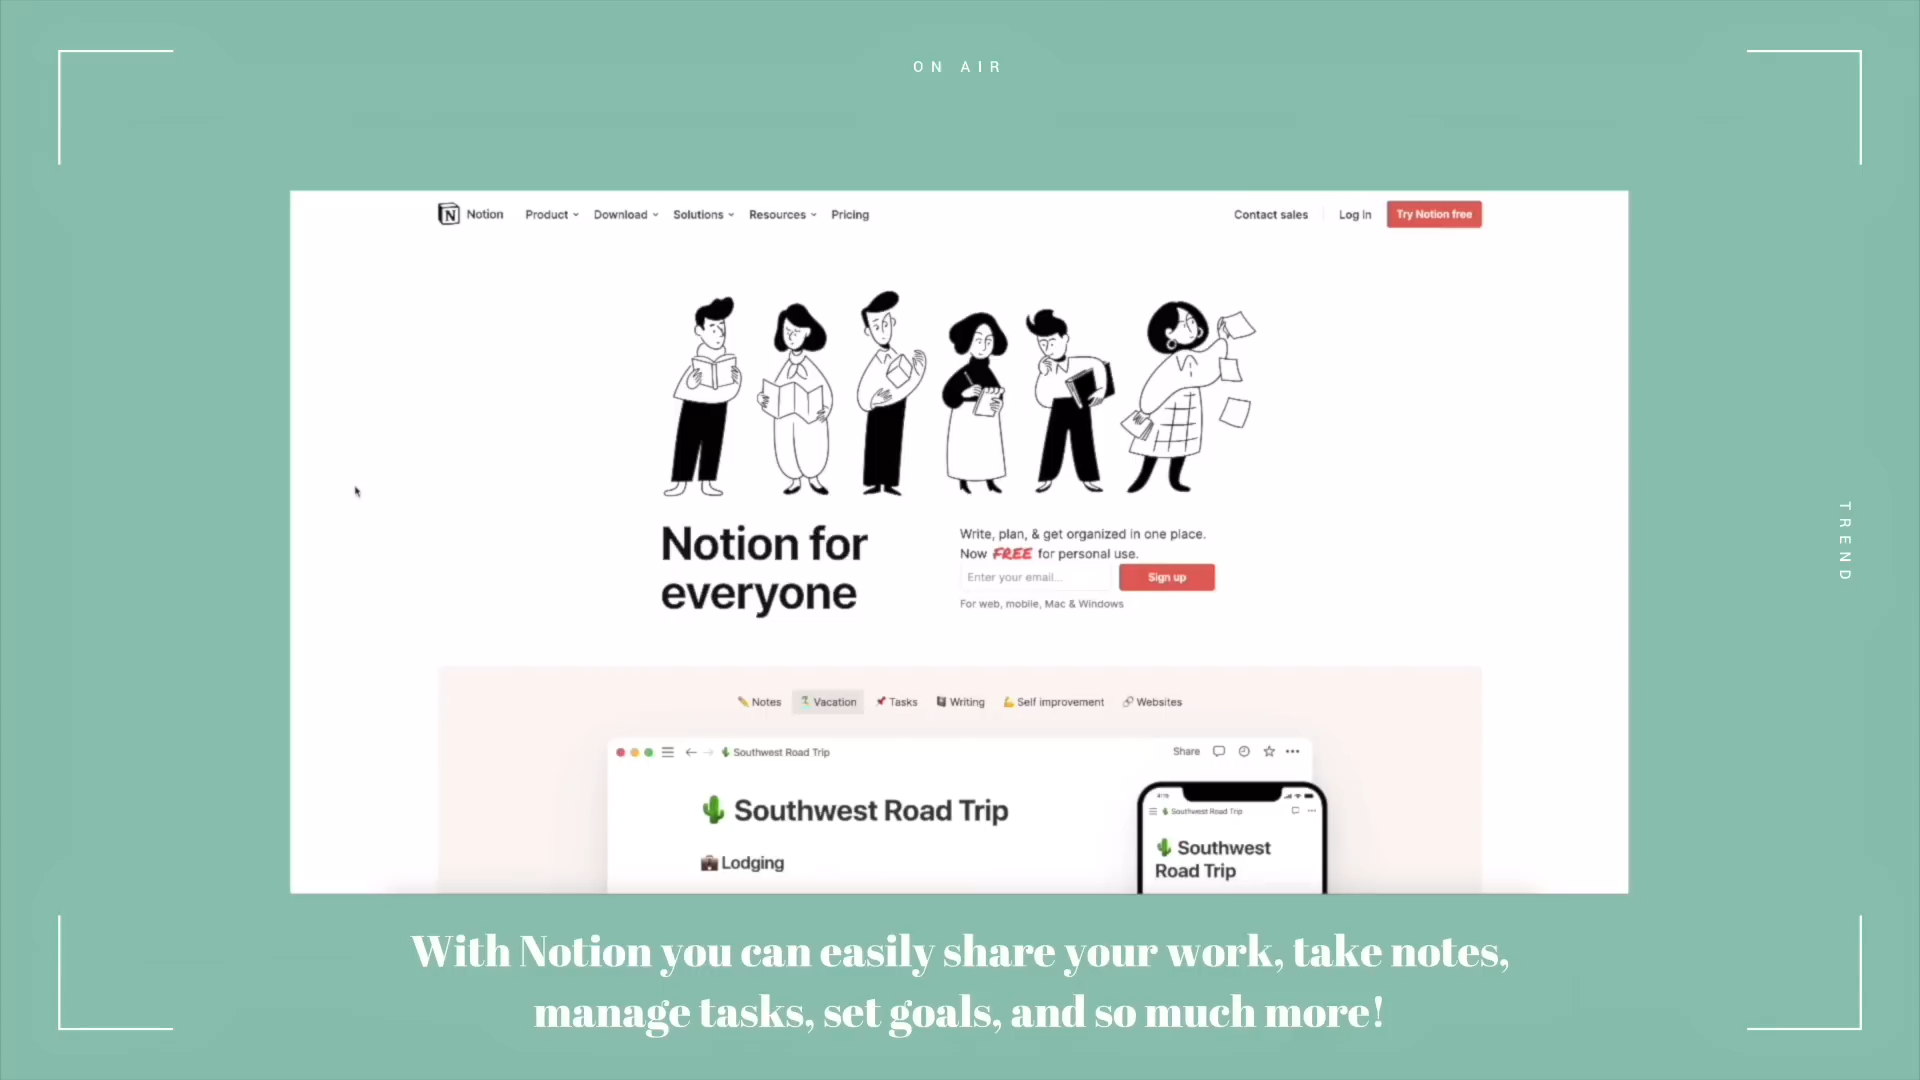 ON AIR
Notion Product Download Solutions Resources Pricing Contact sales Log in Try Notion free
Notion for
everyone
Write, plan, & get organized in one place.
Now FREE for personal use.
Enter your email... Sign up
For web, mobile, Mac & Windows
TREND
Notes Vacation Tasks Writing Self improvement Websites
Southwest Road Trip Share
Southwest Road Trip
Lodging
Southwest Road Trip
Southwest
Road Trip
With Notion you can easily share your work, take notes,
manage tasks, set goals, and so much more!